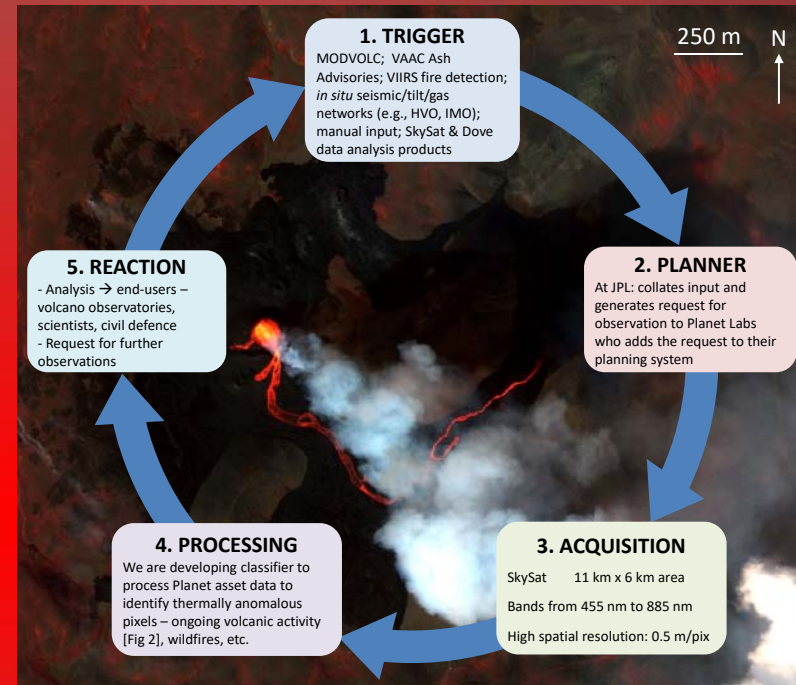 1. TRIGGER
MODVOLC; VAAC Ash
Advisories; VIIRS fire detection;
in situ seismic/tilt/gas
networks (e.g., HVO, IMO);
manual input; SkySat & Dove
data analysis products
250 m
N
2. PLANNER
At JPL: collates input and
generates request for
observation to Planet Labs
who adds the request to their
planning system
3. ACQUISITION
SkySat 11 km x 6 km area
Bands from 455 nm to 885 nm
High spatial resolution: 0.5 m/pix
4. PROCESSING
We are developing classifier to
process Planet asset data to
identify thermally anomalous
pixels – ongoing volcanic activity
[Fig 2], wildfires, etc.
5. REACTION
- Analysis → end-users –
volcano observatories,
scientists, civil defence
- Request for further
observations